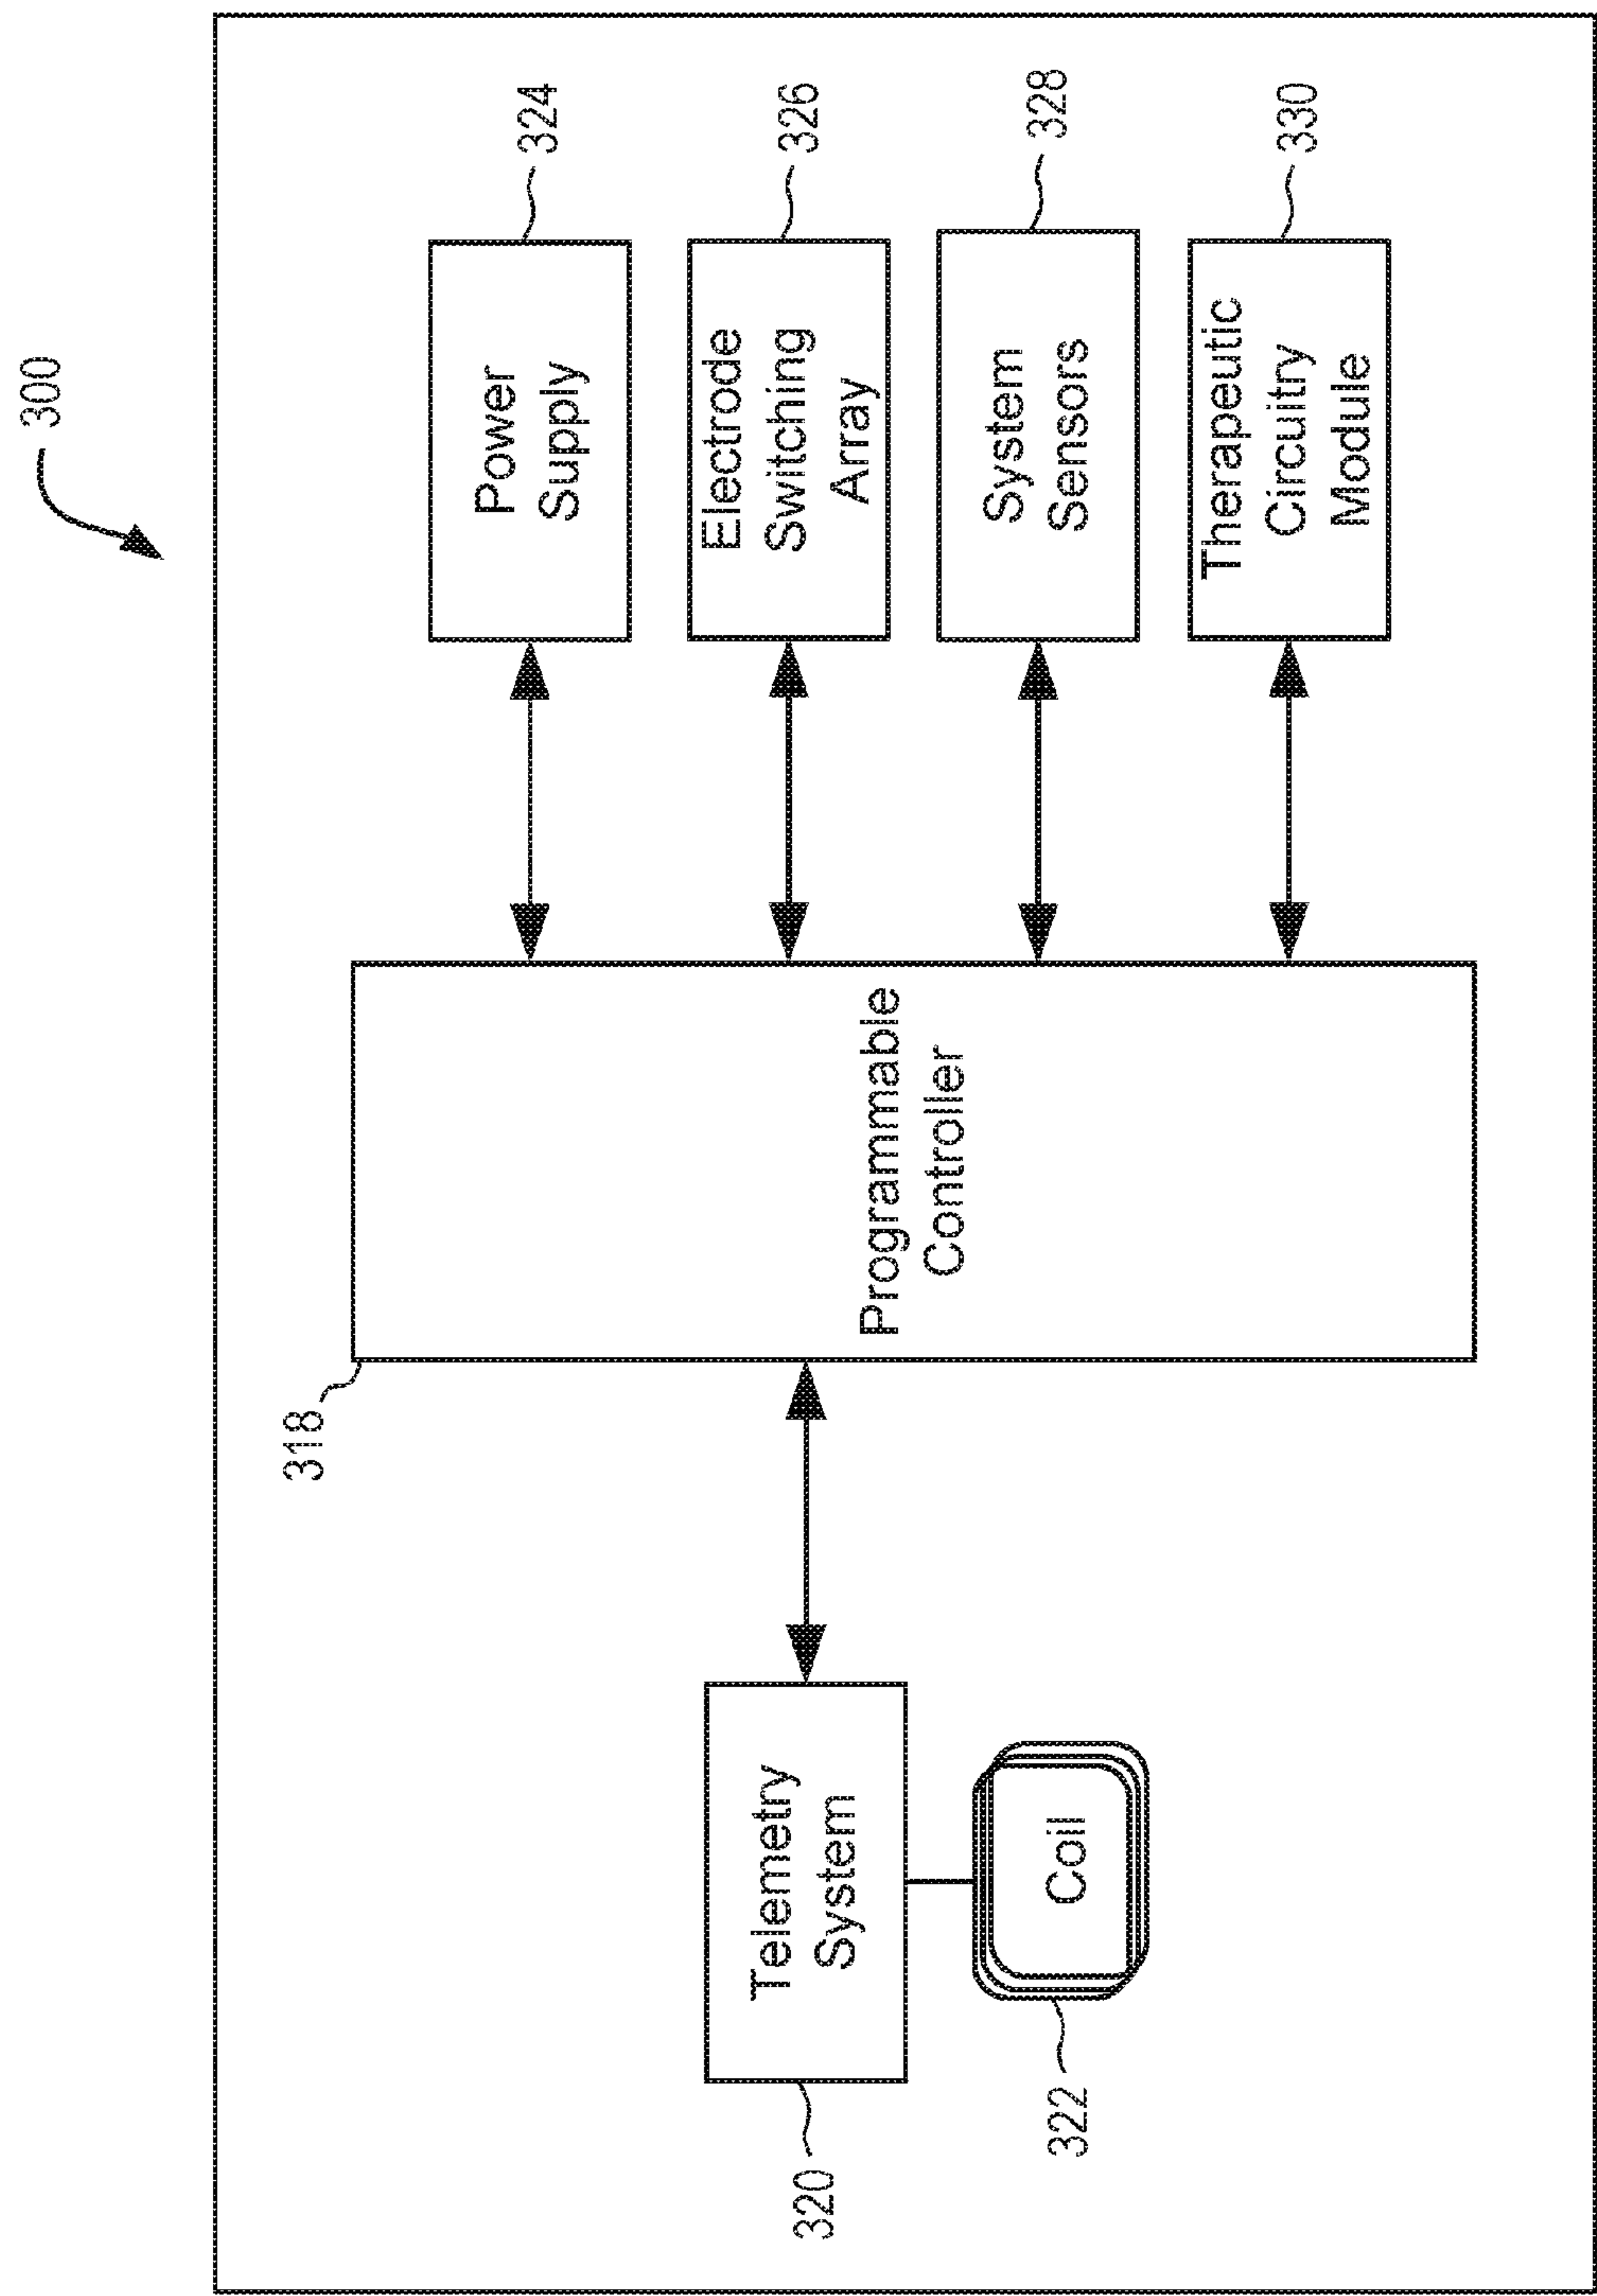 300
318
Programmable
Controller
320
Telemetry
System
322
Coil
324
Power
Supply
326
Electrode
Switching
Array
328
System
Sensors
330
Therapeutic
Circuitry
Module